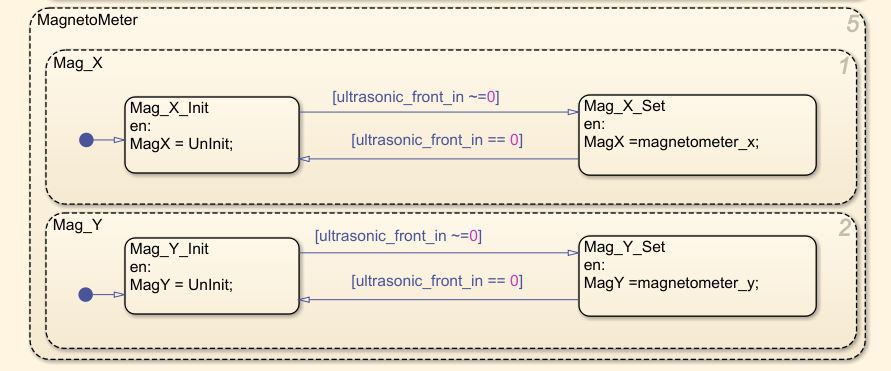 MagnetoMeter
5
Mag_X
1
Mag_X_Init
en:
MagX = UnInit;
[ultrasonic_front_in ~=0]
[ultrasonic_front_in == 0]
Mag_X_Set
en:
MagX =magnetometer_x;
Mag_Y
2
Mag_Y_Init
en:
MagY = UnInit;
[ultrasonic_front_in ~=0]
[ultrasonic_front_in == 0]
Mag_Y_Set
en:
MagY =magnetometer_y;